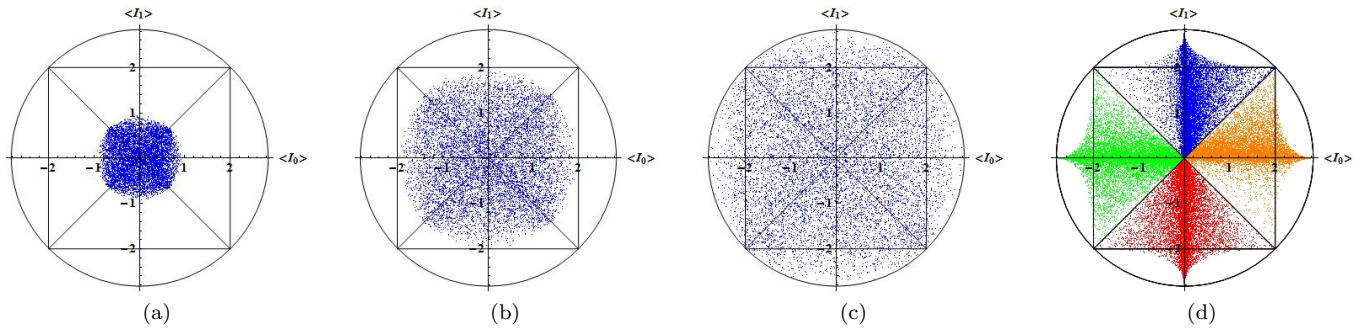 <I₁> <I₁> <I₁> <I₁>
2 2 2 2
1 1 1
−2 −1 1 2 <I₀> −2 −1 1 2 <I₀> −2 −1 1 2 <I₀> −2 −1 1 2 <I₀>
−1 −1 −1 −1
−2 −2 −2 −2
(a) (b) (c) (d)